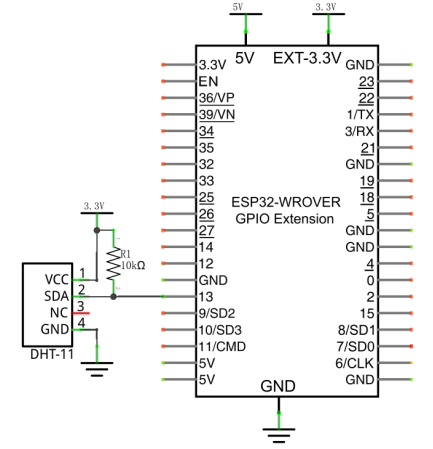 5V
3.3V
5V
EXT-3.3V
3.3V
EN
36/VP
39/VN
34
35
32
33
25
26
27
14
12
GND
13
9/SD2
10/SD3
11/CMD
5V
5V
ESP32-WROVER
GPIO Extension
GND
23
22
1/TX
3/RX
21
GND
19
18
5
GND
GND
4
0
2
15
8/SD1
7/SD0
6/CLK
GND
GND
3.3V
1
R1
10kΩ
2
VCC 1
SDA 2
NC 3
GND 4
DHT-11